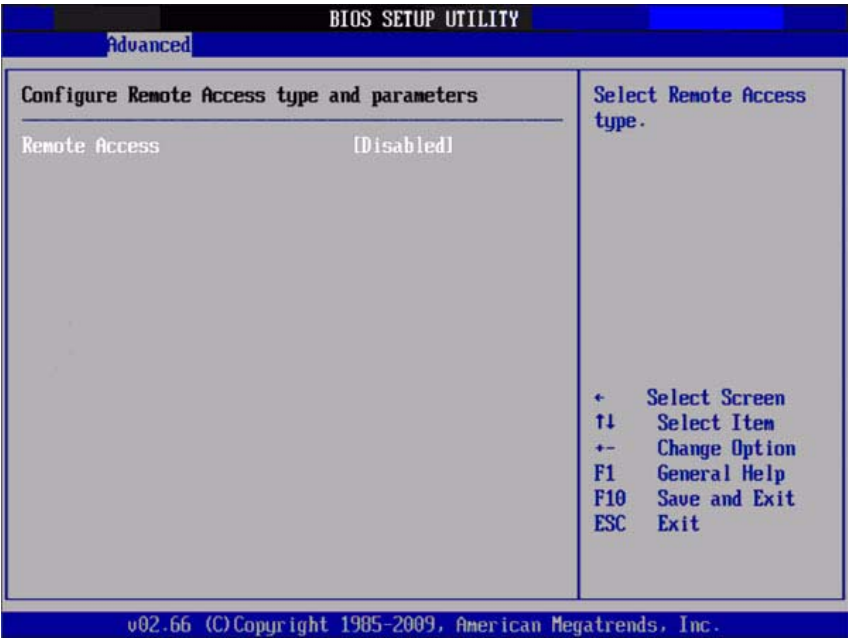 BIOS SETUP UTILITY
Advanced
Configure Remote Access type and parameters
Remote Access [Disabled]
Select Remote Access
type.
← Select Screen
↑↓ Select Item
+- Change Option
F1 General Help
F10 Save and Exit
ESC Exit
v02.66 (C)Copyright 1985-2009, American Megatrends, Inc.